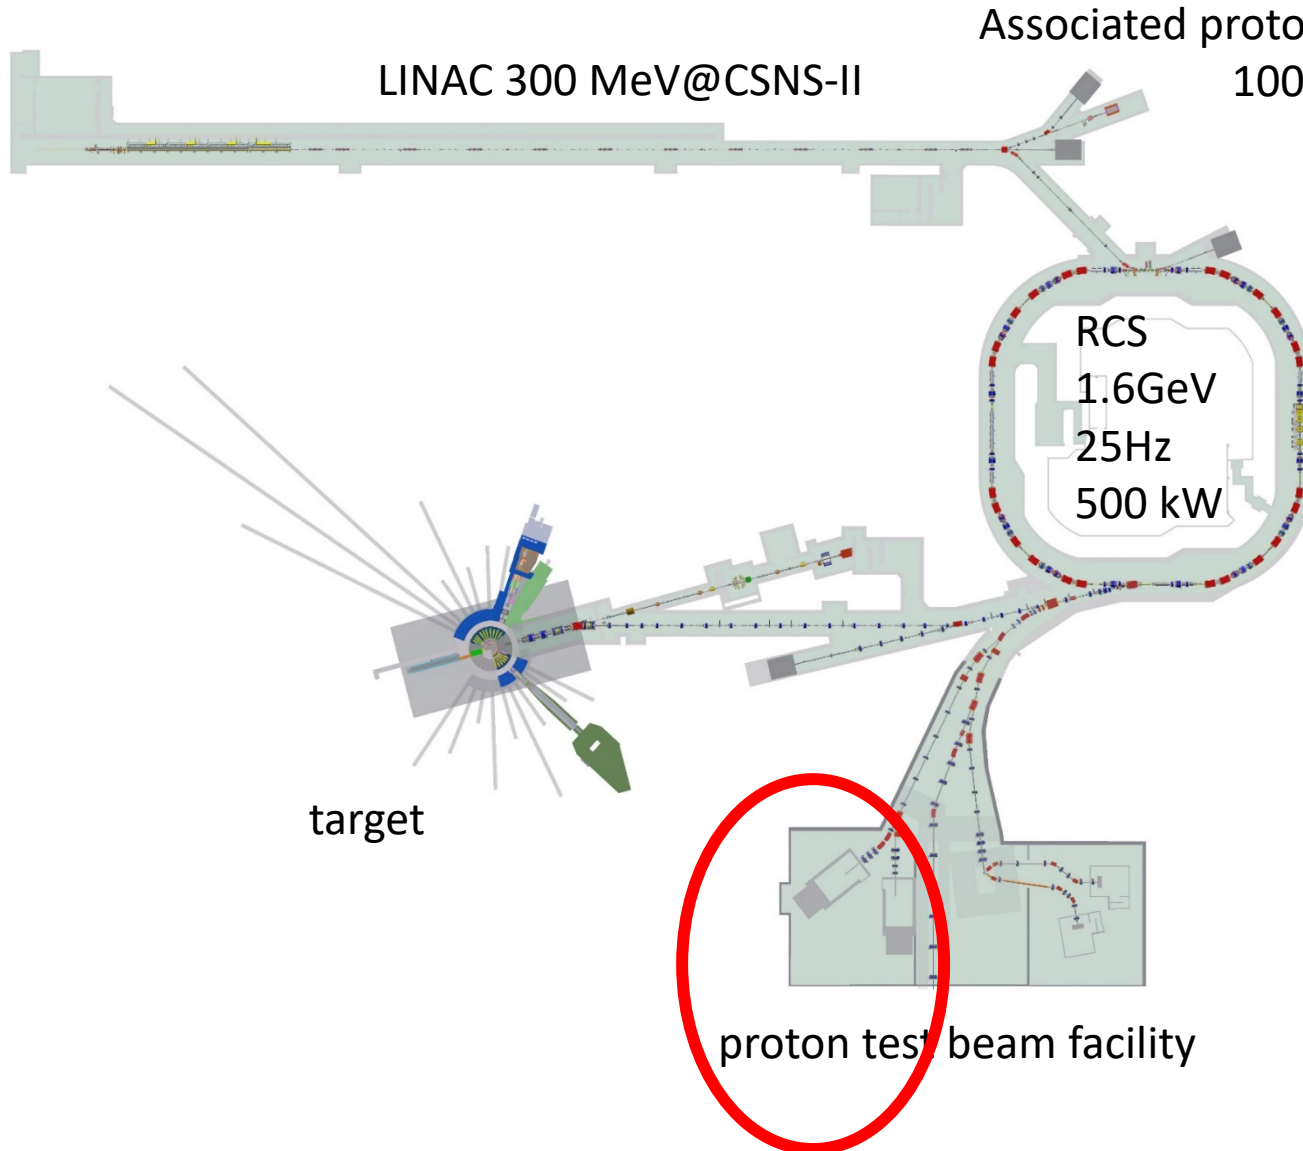 Associated proto
LINAC 300 MeV@CSNS-II
100
RCS
1.6GeV
25Hz
500 kW
target
proton test beam facility